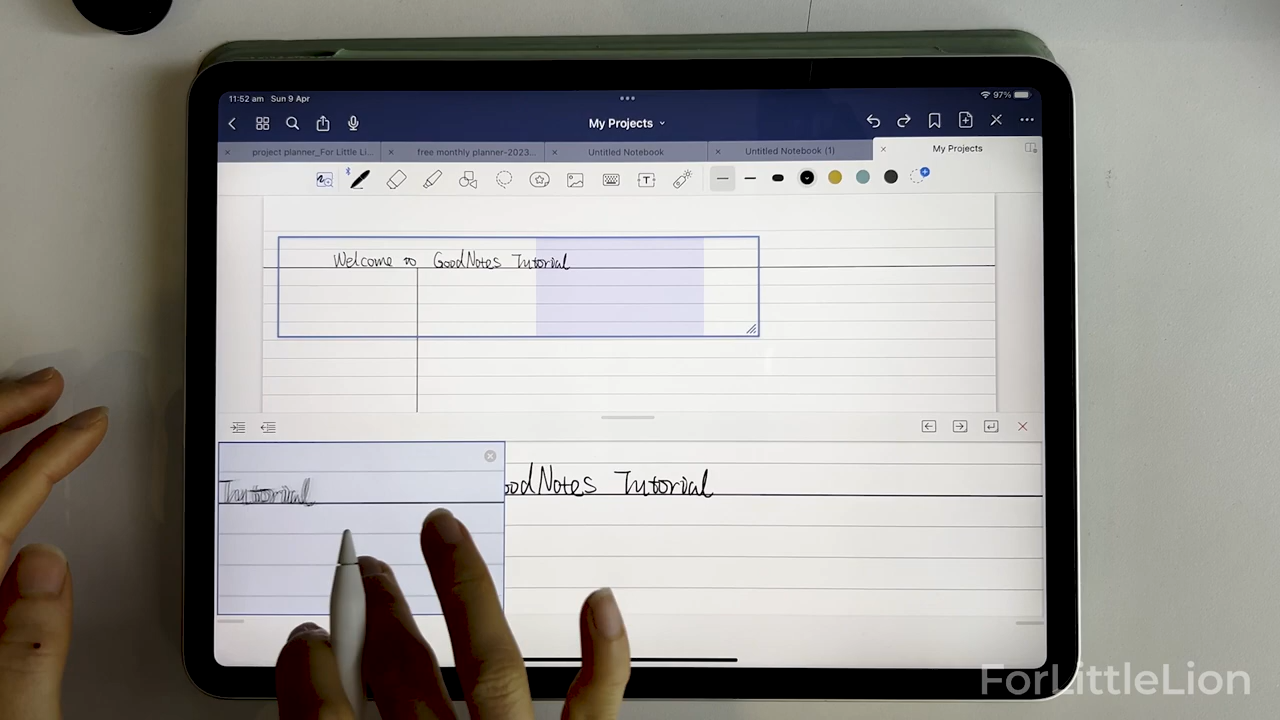 11:52 am Sun 9 Apr
97%
My Projects
project planner_For Little Li...
free monthly planner-2023...
Untitled Notebook
Untitled Notebook (1)
My Projects
T
Welcome to GoodNotes Tutorial
Tutorial
oodNotes Tutorial
ForLittleLion